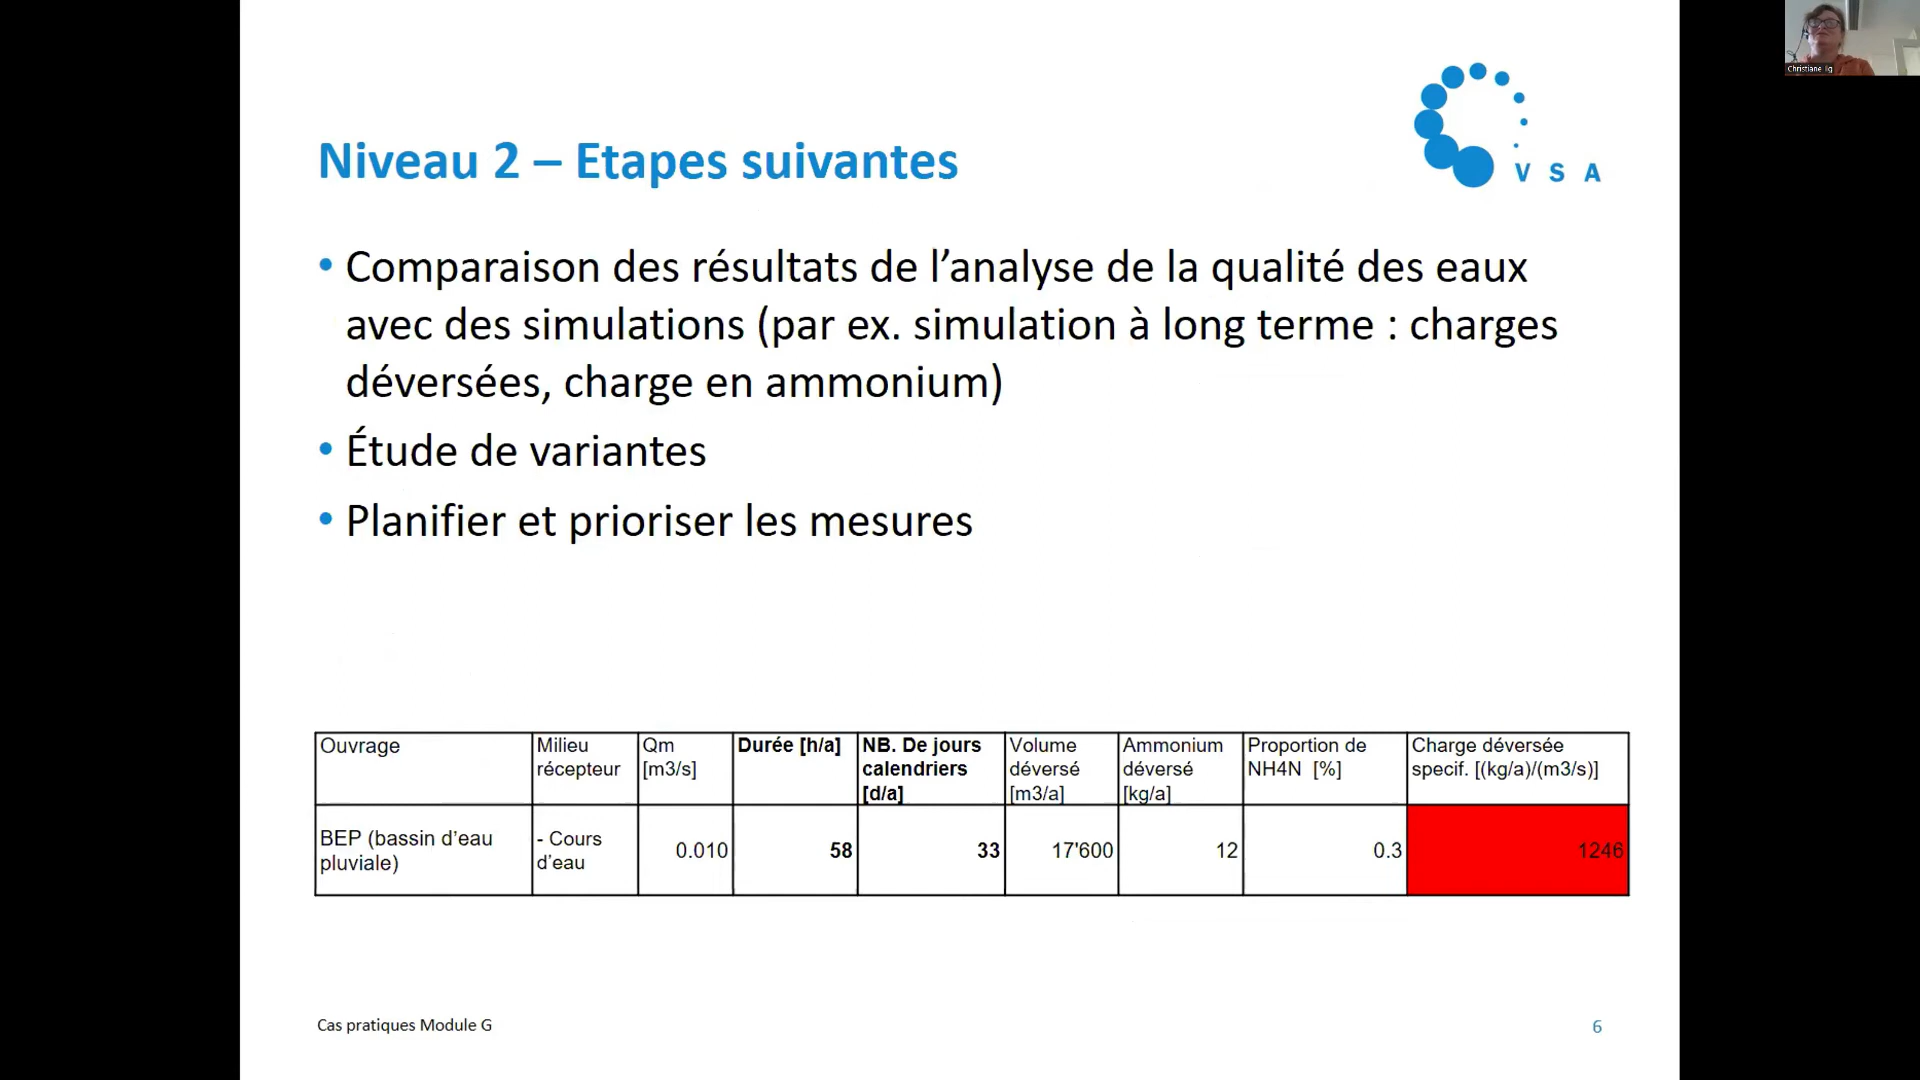 Christiane Ilg
VSA
Niveau 2 – Etapes suivantes
• Comparaison des résultats de l’analyse de la qualité des eaux
avec des simulations (par ex. simulation à long terme : charges
déversées, charge en ammonium)
• Étude de variantes
• Planifier et prioriser les mesures
Ouvrage
Milieu
récepteur
Qm
[m3/s]
Durée [h/a]
NB. De jours
calendriers
[d/a]
Volume
déversé
[m3/a]
Ammonium
déversé
[kg/a]
Proportion de
NH4N [%]
Charge déversée
specif. [(kg/a)/(m3/s)]
BEP (bassin d’eau
pluviale)
- Cours
d’eau
0.010
58
33
17'600
12
0.3
1246
Cas pratiques Module G
6